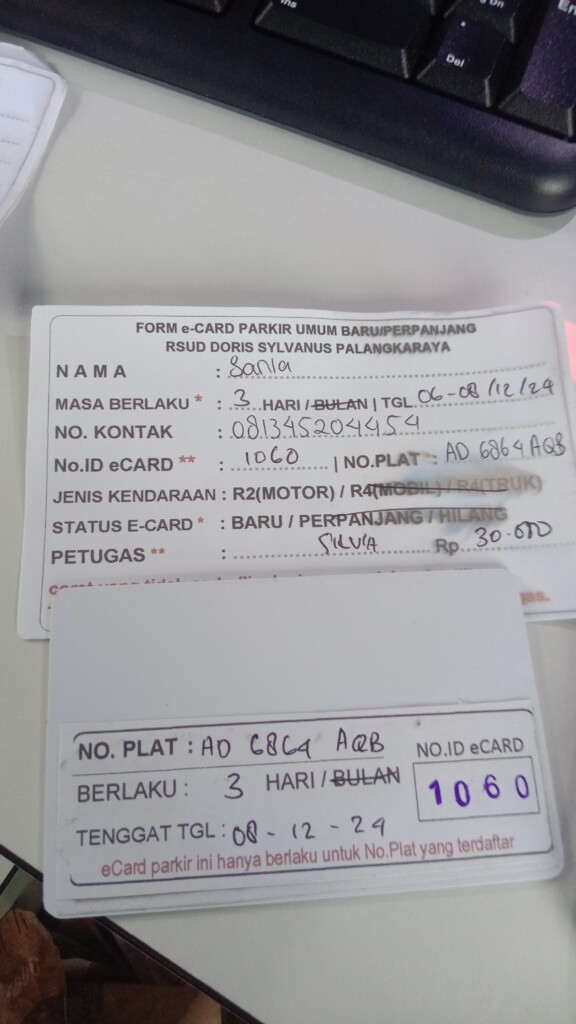 Ins
Del
FORM e-CARD PARKIR UMUM BARU/PERPANJANG
RSUD DORIS SYLVANUS PALANGKARAYA
NAMA : Sania
MASA BERLAKU * : 3 HARI / BULAN | TGL 06-08/12/24
NO. KONTAK : 081345204454
No.ID eCARD ** : 1060 | NO.PLAT : AD 6864 AQB
JENIS KENDARAAN : R2(MOTOR) / R4(MOBIL) / R4(TRUK)
STATUS E-CARD * : BARU / PERPANJANG / HILANG
PETUGAS ** : SILVIA Rp 30.000
NO. PLAT : AD 6864 AQB
NO.ID eCARD
BERLAKU : 3 HARI / BULAN
1060
TENGGAT TGL : 08 - 12 - 24
eCard parkir ini hanya berlaku untuk No.Plat yang terdaftar